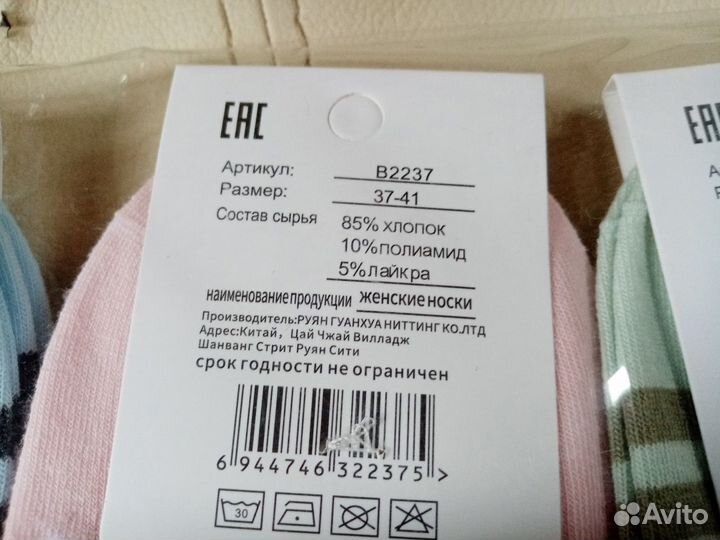 EAC
Артикул: B2237
Размер: 37-41
Состав сырья 85% ХЛОПОК
10%ПОЛИАМИД
5%ЛАЙКРА
наименование продукции женские носки
Производитель:РУЯН ГУАНХУА НИТТИНГ КО.ЛТД
Адрес:Китай, Цай Чжай Вилладж
Шанванг Стрит Руян Сити
срок годности не ограничен
6 944746 322375 >
30
EA
А
Avito